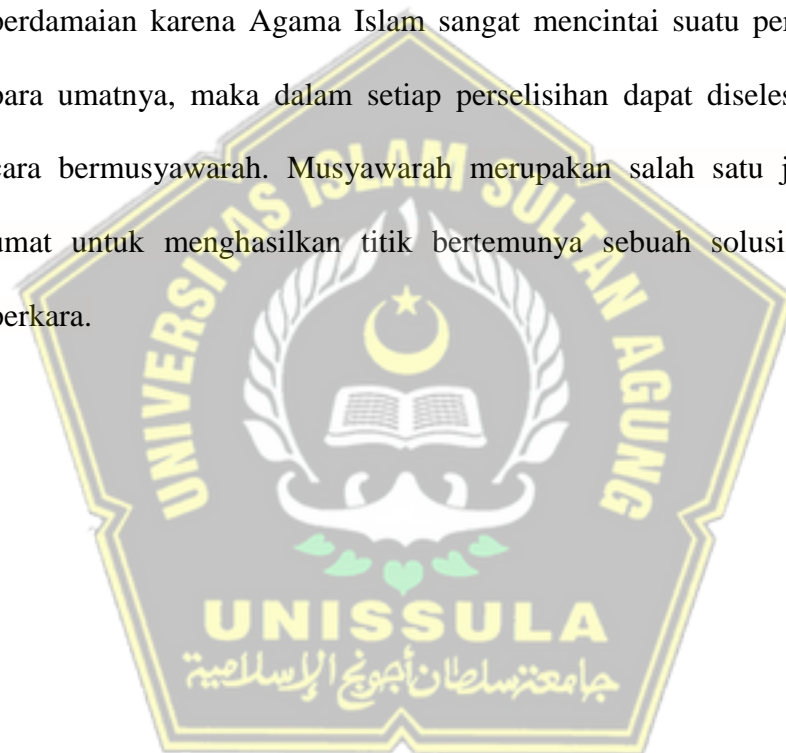 perdamaian karena Agama Islam sangat mencintai suatu per
para umatnya, maka dalam setiap perselisihan dapat diseles
cara bermusyawarah. Musyawarah merupakan salah satu j
umat untuk menghasilkan titik bertemunya sebuah solusi
perkara.
UNIVERSITAS ISLAM SULTAN AGUNG
UNISSULA
جامعة سلطان أجونج الإسلامية